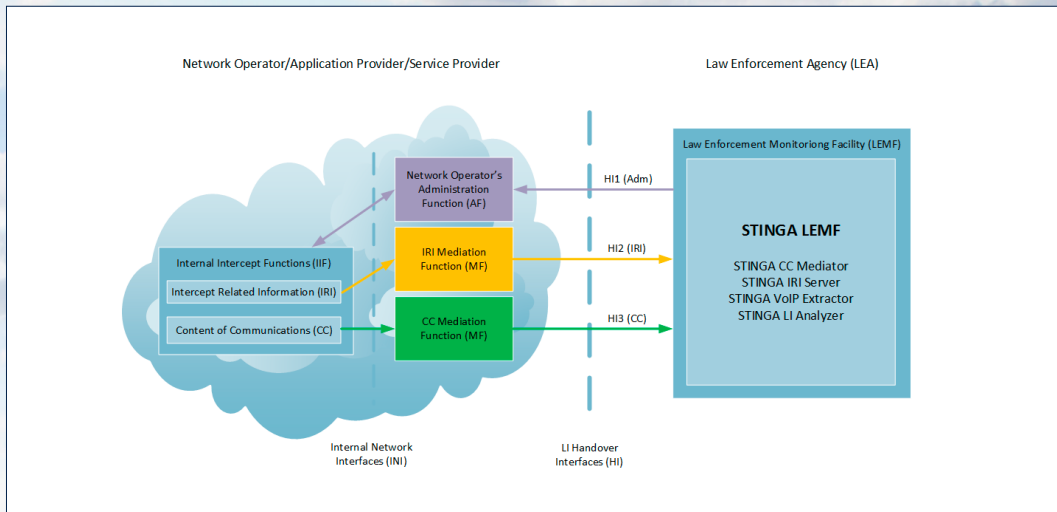 Network Operator/Application Provider/Service Provider
Law Enforcement Agency (LEA)
Law Enforcement Monitoriong Facility (LEMF)
Network Operator's
Administration
Function (AF)
HI1 (Adm)
STINGA LEMF
IRI Mediation
Function (MF)
HI2 (IRI)
Internal Intercept Functions (IIF)
Intercept Related Information (IRI)
STINGA CC Mediator
STINGA IRI Server
STINGA VoIP Extractor
STINGA LI Analyzer
Content of Communications (CC)
CC Mediation
Function (MF)
HI3 (CC)
Internal Network
Interfaces (INI)
LI Handover
Interfaces (HI)